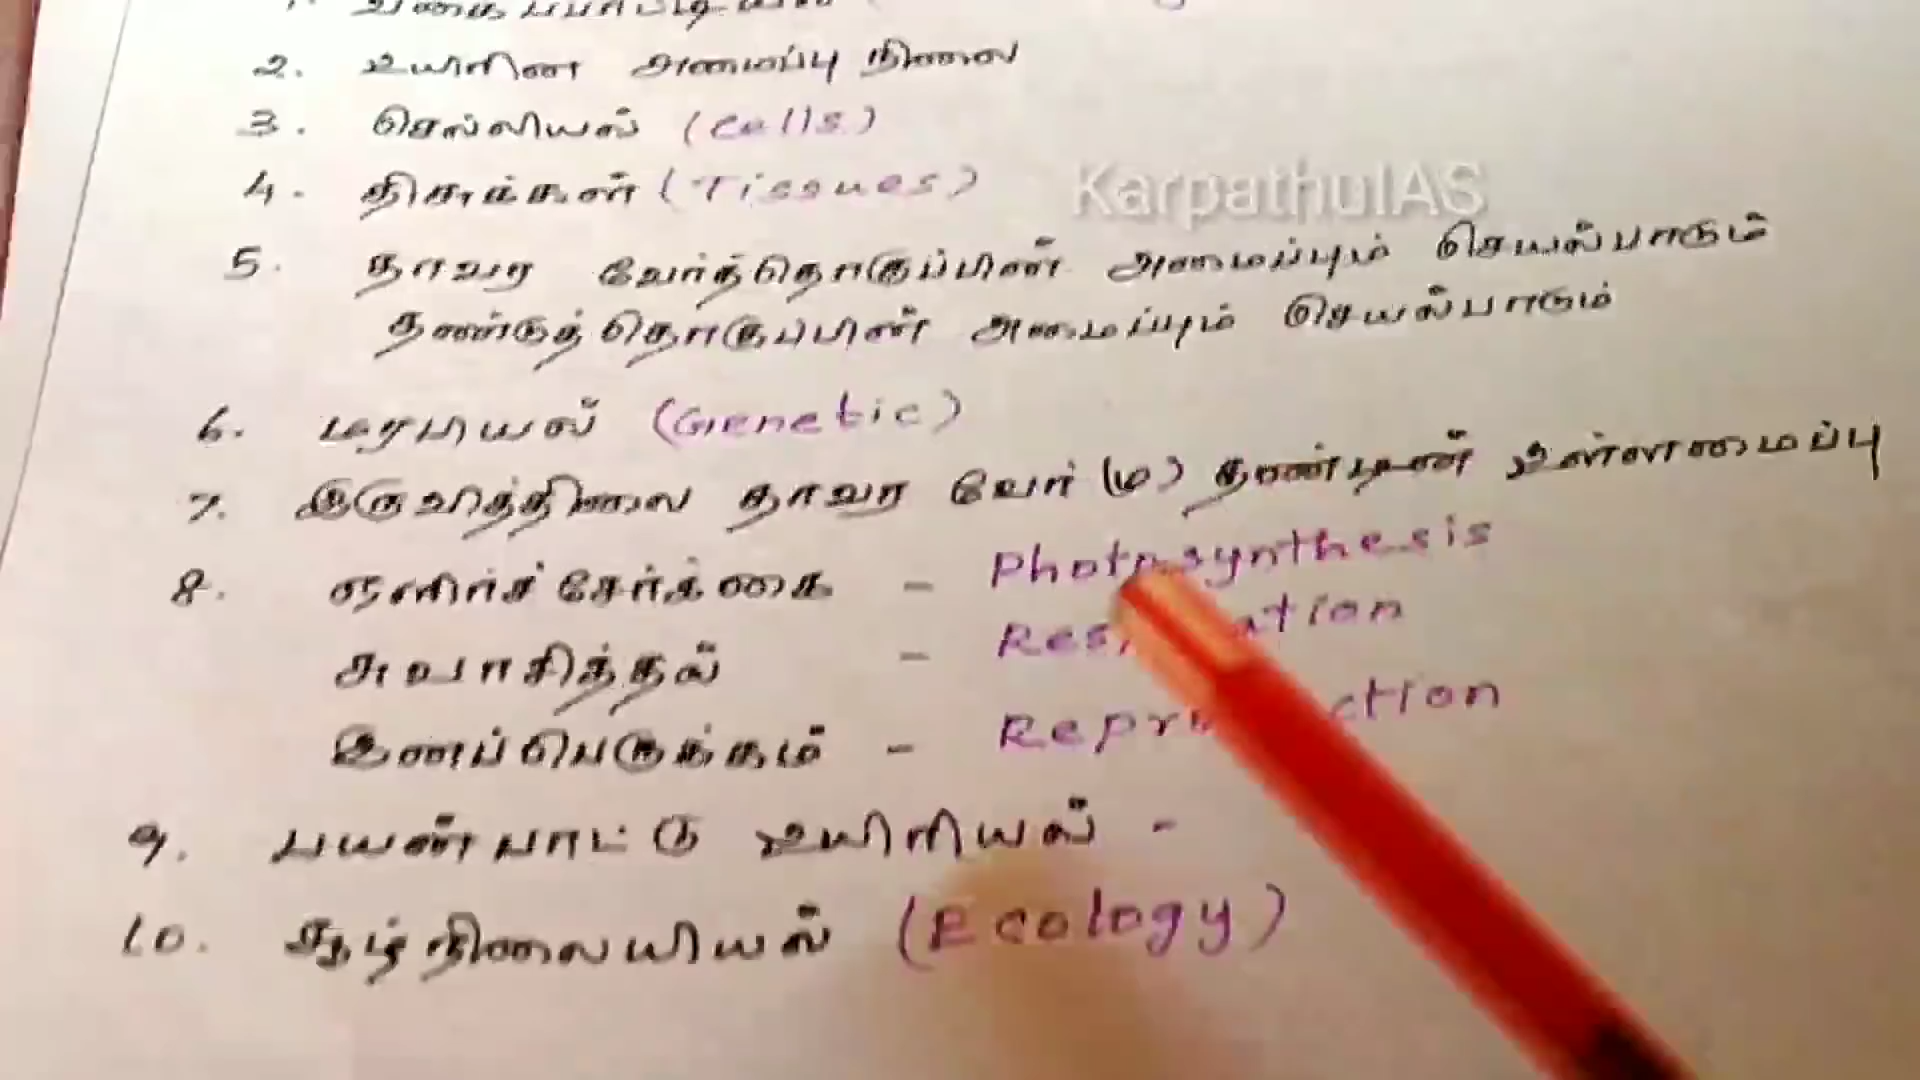 2. உயிரின அமைப்பு நிலை
3. செல்லியல் (cells)
4. திசுக்கள் (Tissues)
KarpathuIAS
5. தாவர வேர்த்தொகுப்பின் அமைப்பும் செயல்பாடும்
தண்டுத்தொகுப்பின் அமைப்பும் செயல்பாடும்
6. மரபியல் (Genetic)
7. இருவித்திலை தாவர வேர் (ம) தண்டின் உள்ளமைப்பு
8. ஒளிர்ச்சேர்க்கை - Photosynthesis
சுவாசித்தல் -
இனப்பெருக்கம் -
9. பயன்பாட்டு உயிரியல் -
10. சூழ்நிலையியல் (Ecology)